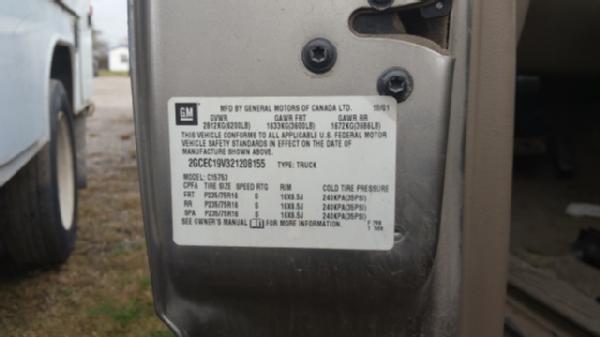 GM
MFD BY GENERAL MOTORS OF CANADA LTD. 10/01
GVWR GAWR FRT GAWR RR
2812KG(6200LB) 1633KG(3600LB) 1672KG(3686LB)
THIS VEHICLE CONFORMS TO ALL APPLICABLE U.S. FEDERAL MOTOR
VEHICLE SAFETY STANDARDS IN EFFECT ON THE DATE OF
MANUFACTURE SHOWN ABOVE.
2GCEC19V321208155 TYPE: TRUCK
MODEL: C15753
TIRE SIZE SPEED RTG RIM COLD TIRE PRESSURE
FRT P235/75R16 S 16X6.5J 240KPA(35PSI)
RR P235/75R16 S 16X6.5J 240KPA(35PSI)
SPA P235/75R16 S 16X6.5J 240KPA(35PSI)
SEE OWNER'S MANUAL FOR MORE INFORMATION.